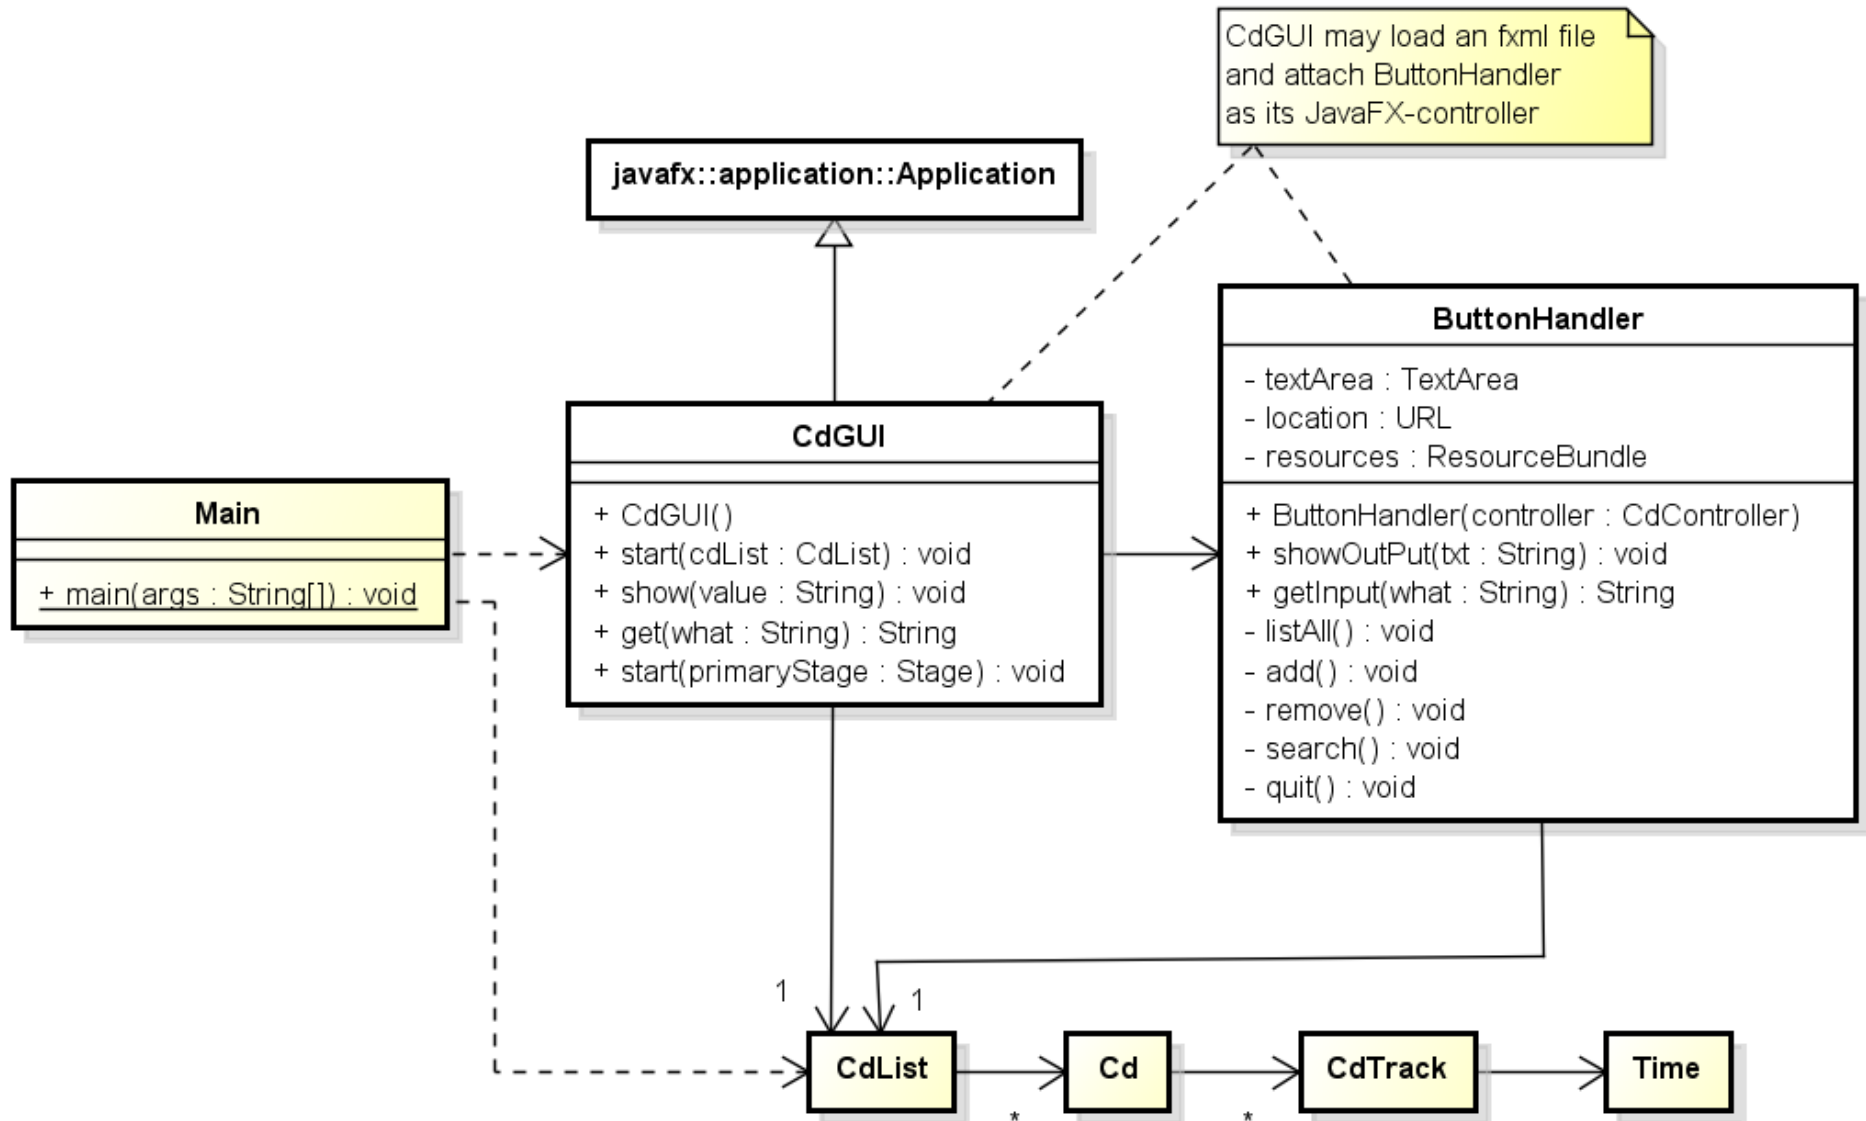 CdGUI may load an fxml file
and attach ButtonHandler
as its JavaFX-controller
javafx::application::Application
ButtonHandler
- textArea : TextArea
- location : URL
- resources : ResourceBundle
+ ButtonHandler(controller : CdController)
+ showOutPut(txt : String) : void
+ getInput(what : String) : String
- listAll() : void
- add() : void
- remove() : void
- search() : void
- quit() : void
CdGUI
+ CdGUI()
+ start(cdList : CdList) : void
+ show(value : String) : void
+ get(what : String) : String
+ start(primaryStage : Stage) : void
Main
+ main(args : String[]) : void
1
1
CdList
Cd
CdTrack
Time
*
*